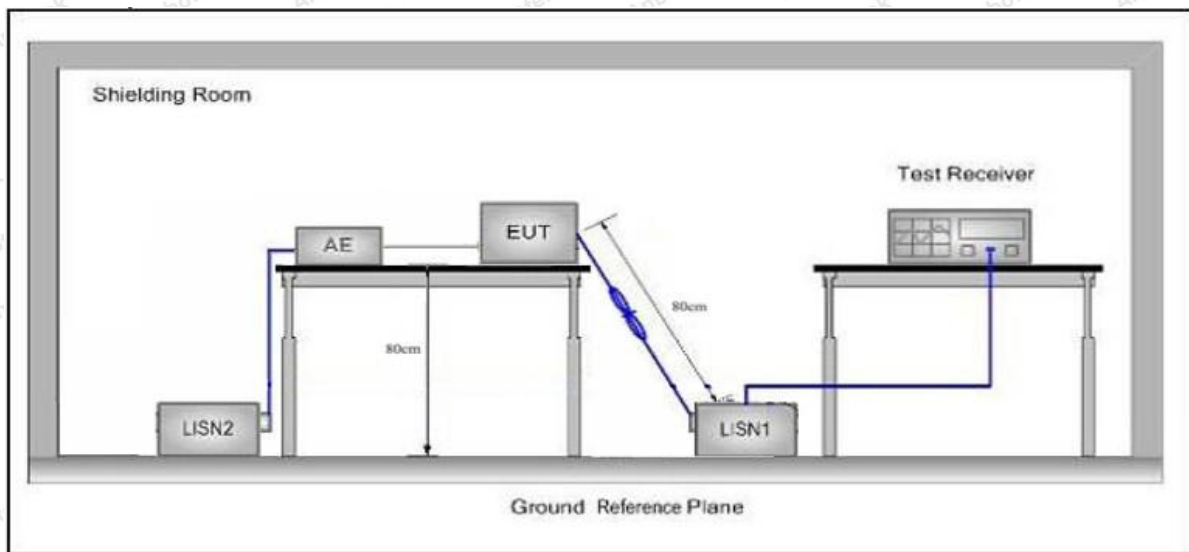 Shielding Room
Test Receiver
AE
EUT
80cm
80cm
LISN2
LISN1
Ground Reference Plane